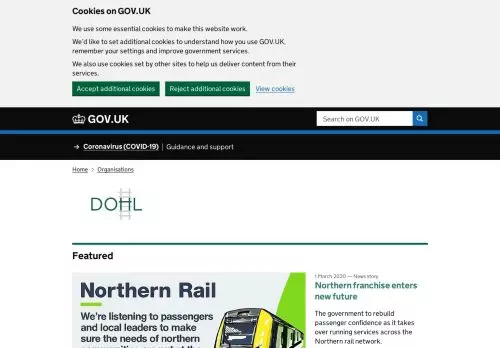 Cookies on GOV.UK
We use some essential cookies to make this website work.
We'd like to set additional cookies to understand how you use GOV.UK,
remember your settings and improve government services.
We also use cookies set by other sites to help us deliver content from their
services.
Accept additional cookies
Reject additional cookies
View cookies
GOV.UK
Search on GOV.UK
→ Coronavirus (COVID-19) | Guidance and support
Home > Organisations
DOHL
Featured
Northern Rail
We're listening to passengers
and local leaders to make
sure the needs of northern
1 March 2020 — News story
Northern franchise enters
new future
The government to rebuild
passenger confidence as it takes
over running services across the
Northern rail network.